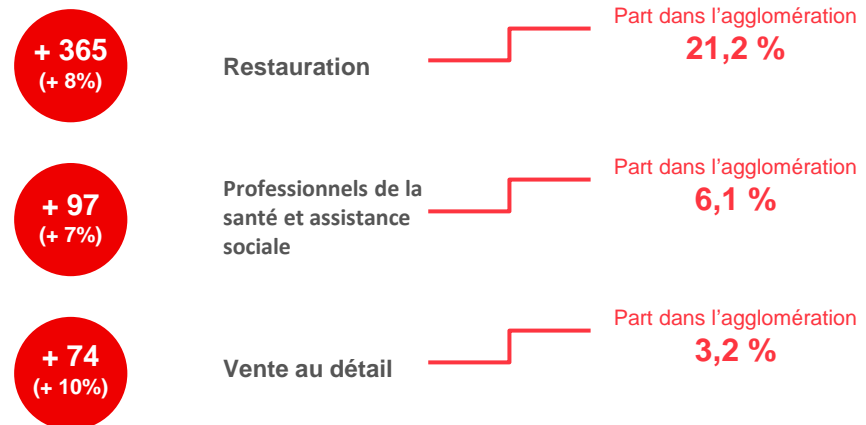 + 365
(+ 8%)
Restauration
Part dans l'agglomération
21,2 %
+ 97
(+ 7%)
Professionnels de la
santé et assistance
sociale
Part dans l'agglomération
6,1 %
+ 74
(+ 10%)
Vente au détail
Part dans l'agglomération
3,2 %